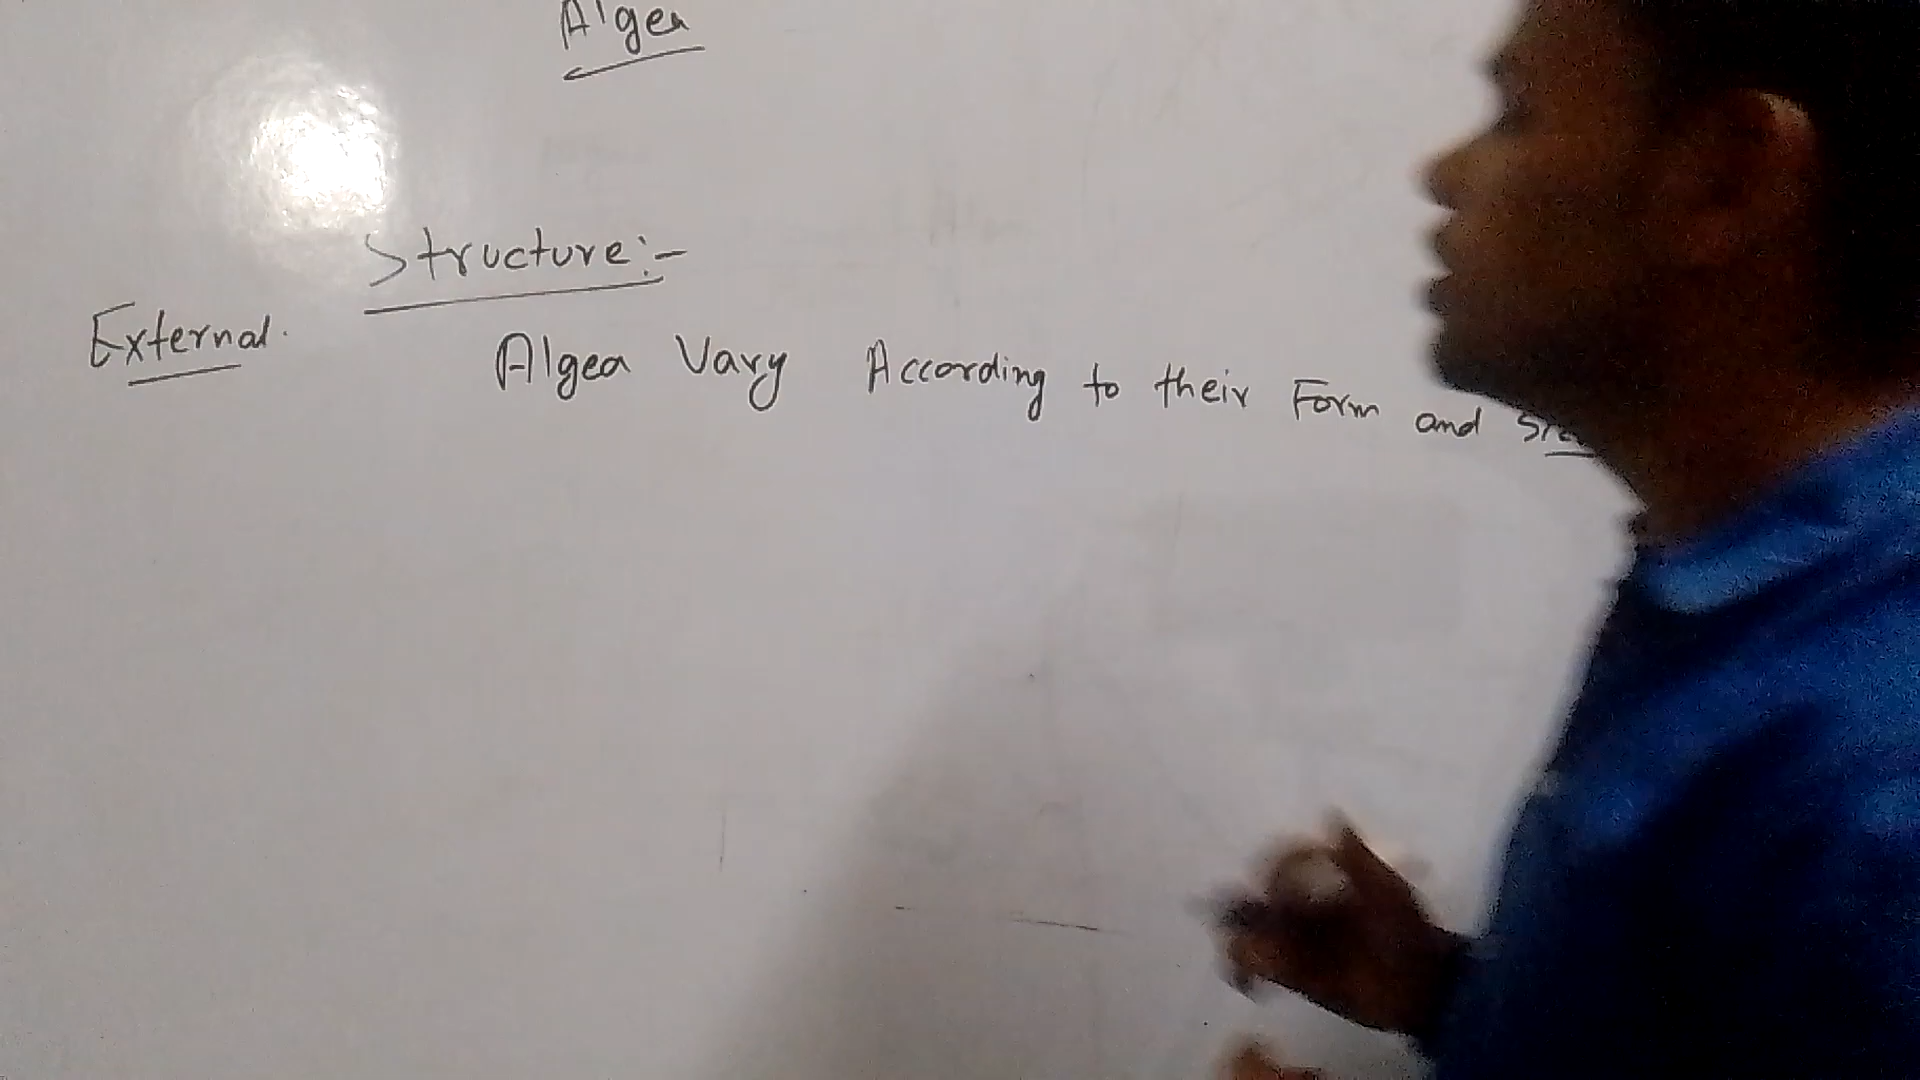 Algea
Structure:-
External.
Algea Vary According to their Form and